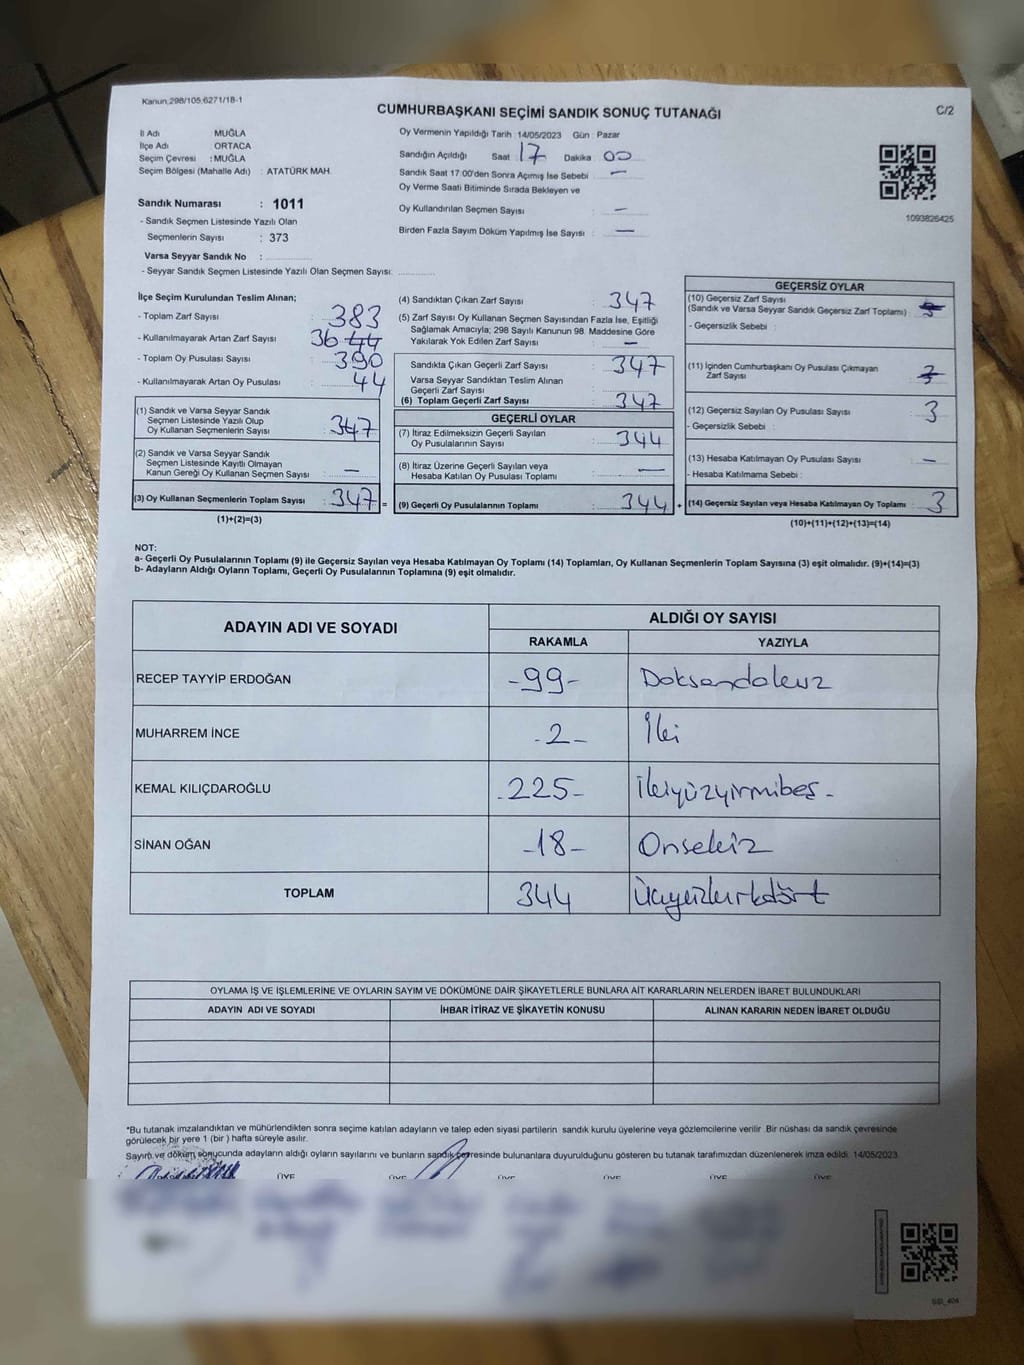 Kanun;298/105,6271/18-1
CUMHURBAŞKANI SEÇİMİ SANDIK SONUÇ TUTANAĞI
C/2
İl Adı : MUĞLA
İlçe Adı : ORTACA
Seçim Çevresi : MUĞLA
Seçim Bölgesi (Mahalle Adı) : ATATÜRK MAH.
Sandık Numarası : 1011
- Sandık Seçmen Listesinde Yazılı Olan
Seçmenlerin Sayısı : 373
Varsa Seyyar Sandık No :
- Seyyar Sandık Seçmen Listesinde Yazılı Olan Seçmen Sayısı:
Oy Vermenin Yapıldığı Tarih : 14/05/2023 Gün : Pazar
Sandığın Açıldığı Saat 17 Dakika 00
Sandık Saat 17:00'den Sonra Açımış İse Sebebi : —
Oy Verme Saati Bitiminde Sırada Bekleyen ve
Oy Kullandırılan Seçmen Sayısı : —
Birden Fazla Sayım Döküm Yapılmış İse Sayısı : —
1093826425
İlçe Seçim Kurulundan Teslim Alınan;
- Toplam Zarf Sayısı : 383
- Kullanılmayarak Artan Zarf Sayısı : 36 44
- Toplam Oy Pusulası Sayısı : 390
- Kullanılmayarak Artan Oy Pusulası : 44
(1) Sandık ve Varsa Seyyar Sandık
Seçmen Listesinde Yazılı Olup
Oy Kullanan Seçmenlerin Sayısı : 347
(2) Sandık ve Varsa Seyyar Sandık
Seçmen Listesinde Kayıtlı Olmayan
Kanun Gereği Oy Kullanan Seçmen Sayısı : —
(3) Oy Kullanan Seçmenlerin Toplam Sayısı : 347 =
(1)+(2)=(3)
(4) Sandıktan Çıkan Zarf Sayısı : 347
(5) Zarf Sayısı Oy Kullanan Seçmen Sayısından Fazla İse, Eşitliği
Sağlamak Amacıyla; 298 Sayılı Kanunun 98. Maddesine Göre
Yakılarak Yok Edilen Zarf Sayısı : —
Sandıkta Çıkan Geçerli Zarf Sayısı : 347
Varsa Seyyar Sandıktan Teslim Alınan
Geçerli Zarf Sayısı :
(6) Toplam Geçerli Zarf Sayısı : 347
GEÇERLİ OYLAR
(7) İtiraz Edilmeksizin Geçerli Sayılan
Oy Pusulalarının Sayısı : 344
(8) İtiraz Üzerine Geçerli Sayılan veya
Hesaba Katılan Oy Pusulası Toplamı : —
(9) Geçerli Oy Pusulalarının Toplamı : 344 +
GEÇERSİZ OYLAR
(10) Geçersiz Zarf Sayısı
(Sandık ve Varsa Seyyar Sandık Geçersiz Zarf Toplamı) : 3
- Geçersizlik Sebebi :
(11) İçinden Cumhurbaşkanı Oy Pusulası Çıkmayan
Zarf Sayısı : 3
(12) Geçersiz Sayılan Oy Pusulası Sayısı : 3
- Geçersizlik Sebebi :
(13) Hesaba Katılmayan Oy Pusulası Sayısı : —
- Hesaba Katılmama Sebebi :
(14) Geçersiz Sayılan veya Hesaba Katılmayan Oy Toplamı : 3
(10)+(11)+(12)+(13)=(14)
NOT:
a- Geçerli Oy Pusulalarının Toplamı (9) ile Geçersiz Sayılan veya Hesaba Katılmayan Oy Toplamı (14) Toplamları, Oy Kullanan Seçmenlerin Toplam Sayısına (3) eşit olmalıdır. (9)+(14)=(3)
b- Adayların Aldığı Oyların Toplamı, Geçerli Oy Pusulalarının Toplamına (9) eşit olmalıdır.
ADAYIN ADI VE SOYADI
ALDIĞI OY SAYISI
RAKAMLA YAZIYLA
RECEP TAYYİP ERDOĞAN -99- Doksandokuz
MUHARREM İNCE -2- İki
KEMAL KILIÇDAROĞLU -225- İkiyüzyirmibeş-
SİNAN OĞAN -18- Onsekiz
TOPLAM 344 Üçyüzkırkdört
OYLAMA İŞ VE İŞLEMLERİNE VE OYLARIN SAYIM VE DÖKÜMÜNE DAİR ŞİKAYETLERLE BUNLARA AİT KARARLARIN NELERDEN İBARET BULUNDUKLARI
ADAYIN ADI VE SOYADI İHBAR İTİRAZ VE ŞİKAYETİN KONUSU ALINAN KARARIN NEDEN İBARET OLDUĞU
*Bu tutanak imzalandıktan ve mühürlendikten sonra seçime katılan adayların ve talep eden siyasi partilerin sandık kurulu üyelerine veya gözlemcilerine verilir. Bir nüshası da sandık çevresinde
görülecek bir yere 1 (bir ) hafta süreyle asılır.
Sayım ve döküm sonucunda adayların aldığı oyların sayılarını ve bunların sandık çevresinde bulunanlara duyurulduğunu gösteren bu tutanak tarafımızdan düzenlenerek imza edildi. 14/05/2023
ÜYE ÜYE ÜYE ÜYE ÜYE ÜYE